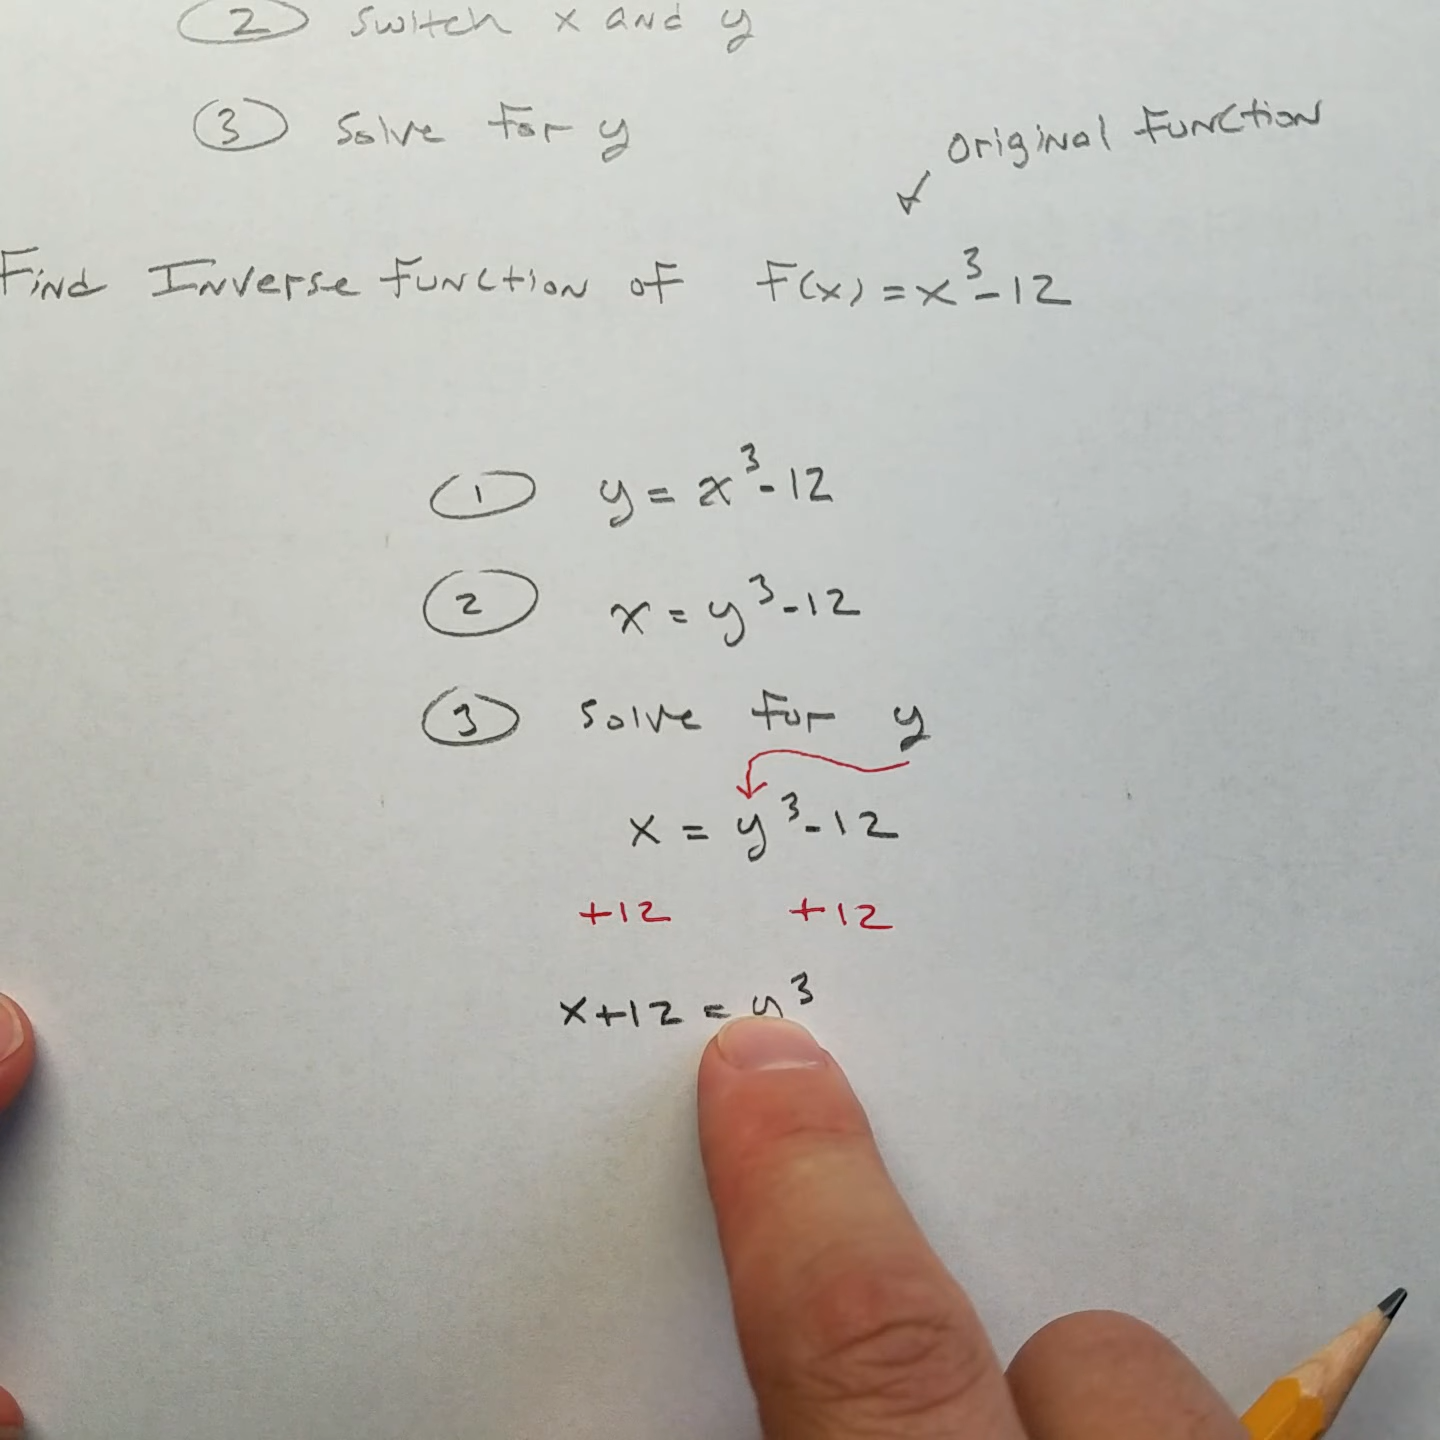 ② switch x and y
③ Solve for y
original function
Find Inverse function of F(x) = x³ - 12
① y = x³ - 12
② x = y³ - 12
③ solve for y
x = y³ - 12
+12 +12
x + 12 = y³